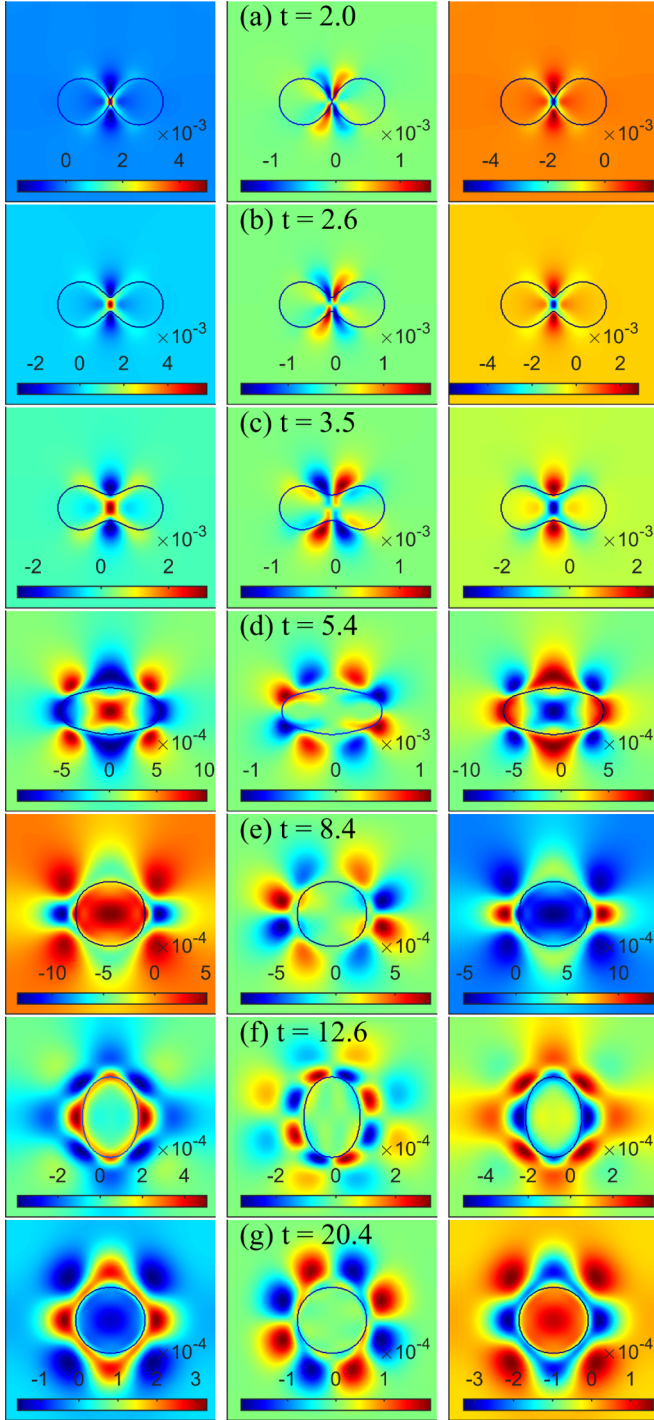 (a) t = 2.0
×10⁻³ ×10⁻³
0 2 4 -1 0 1 -4 -2 0
(b) t = 2.6
×10⁻³ ×10⁻³ ×10⁻³
-2 0 2 4 -1 0 1 -4 -2 0 2
(c) t = 3.5
×10⁻³ ×10⁻³
-2 0 2 -1 0 1 -2 0 2
(d) t = 5.4
×10⁻⁴ ×10⁻³ ×10⁻⁴
-5 0 5 10 -1 0 1 -10 -5 0 5
(e) t = 8.4
×10⁻⁴ ×10⁻⁴ ×10⁻⁴
-10 -5 0 5 -5 0 5 -5 0 5 10
(f) t = 12.6
×10⁻⁴ ×10⁻⁴ ×10⁻⁴
-2 0 2 4 -2 0 2 -4 -2 0 2
(g) t = 20.4
×10⁻⁴ ×10⁻⁴ ×10⁻⁴
-1 0 1 2 3 -1 0 1 -3 -2 -1 0 1